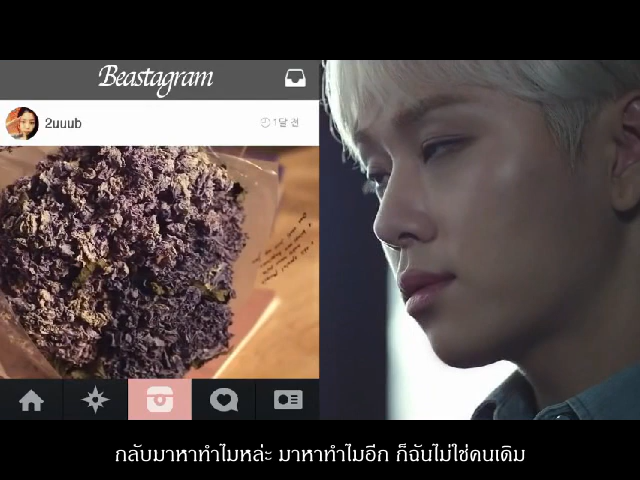 Beastagram
2uuub
1달 전
กลับมาหาทำไมหล่ะ มาหาทำไมอีก ก็ฉันไม่ใช่คนเดิม